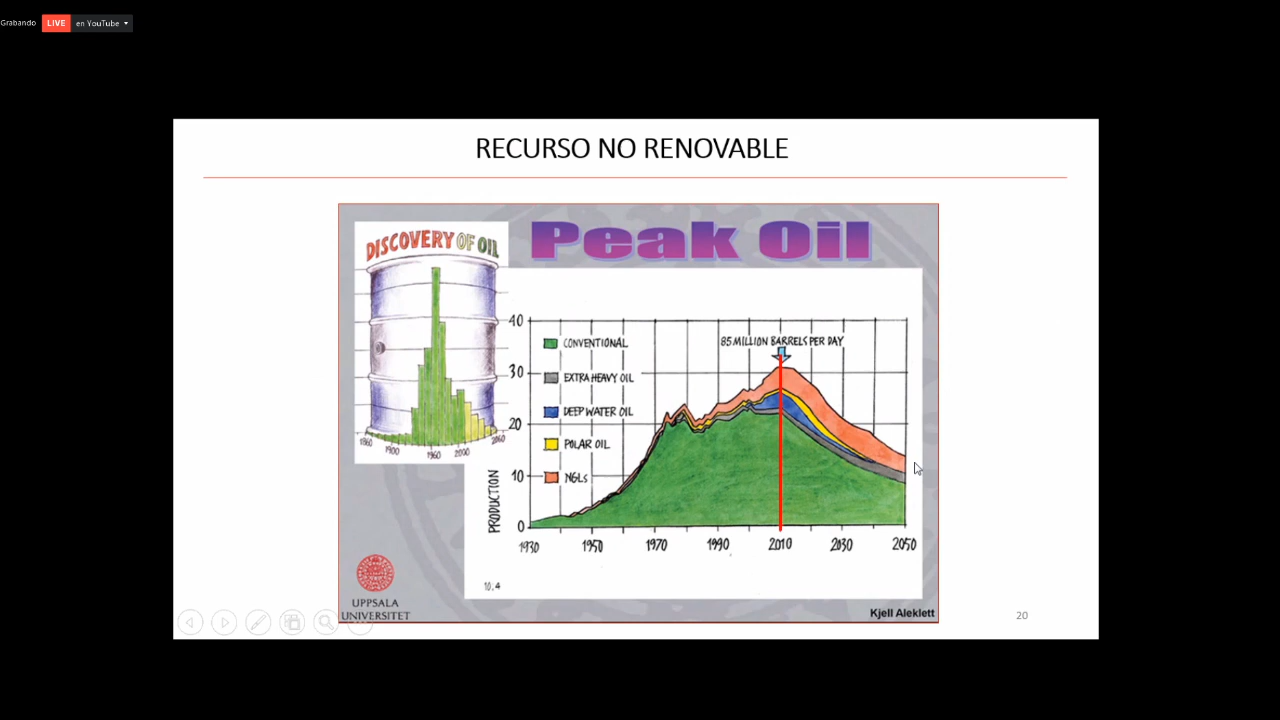 Grabando LIVE en YouTube
RECURSO NO RENOVABLE
Peak Oil
DISCOVERY OF OIL
1860 1900 1960 2000 2060
85 MILLION BARRELS PER DAY
CONVENTIONAL
EXTRA HEAVY OIL
DEEP WATER OIL
POLAR OIL
NGLs
PRODUCTION
40
30
20
10
0
1930 1950 1970 1990 2010 2030 2050
10.4
UPPSALA
UNIVERSITET
Kjell Aleklett
20